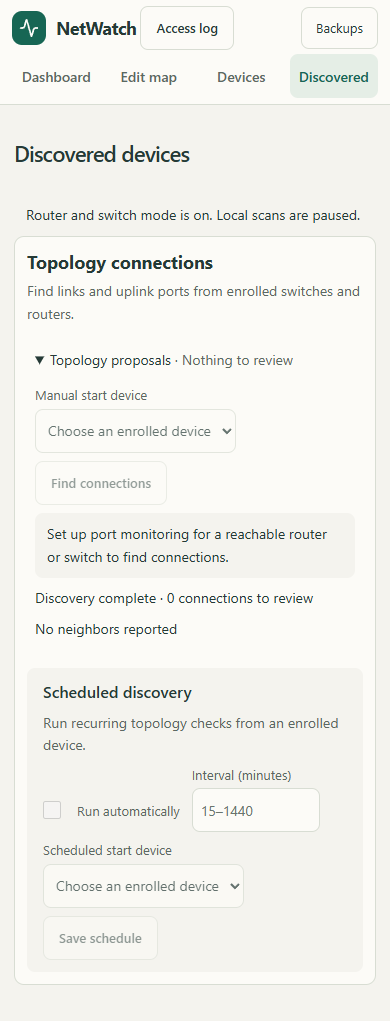 NetWatch
Access log
Backups
Dashboard
Edit map
Devices
Discovered
Discovered devices
Router and switch mode is on. Local scans are paused.
Topology connections
Find links and uplink ports from enrolled switches and
routers.
▼ Topology proposals · Nothing to review
Manual start device
Choose an enrolled device
Find connections
Set up port monitoring for a reachable router
or switch to find connections.
Discovery complete · 0 connections to review
No neighbors reported
Scheduled discovery
Run recurring topology checks from an enrolled
device.
Interval (minutes)
Run automatically
15–1440
Scheduled start device
Choose an enrolled device
Save schedule